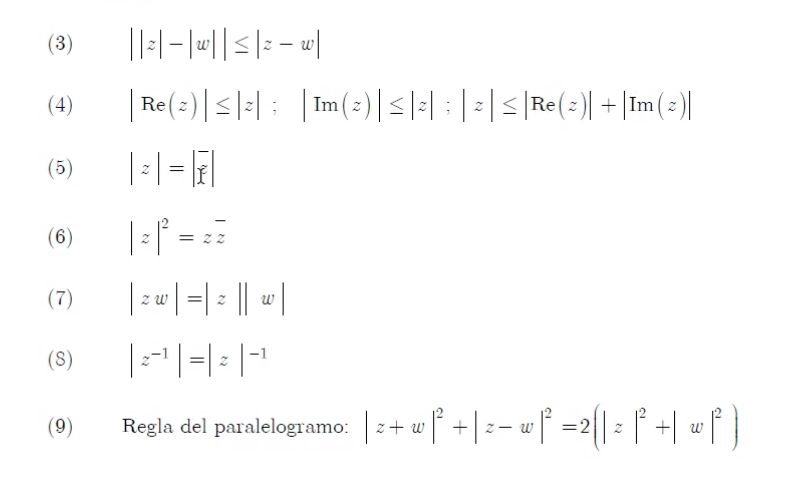 (3) ||z| − |w|| ≤ |z − w|
(4) |Re(z)| ≤ |z| ; |Im(z)| ≤ |z| ; |z| ≤ |Re(z)| + |Im(z)|
(5) |z| = |z̄|
(6) |z|² = z z̄
(7) |z w| = |z || w|
(8) |z⁻¹| = |z|⁻¹
(9) Regla del paralelogramo: |z + w|² + |z − w|² = 2(|z|² + |w|²)